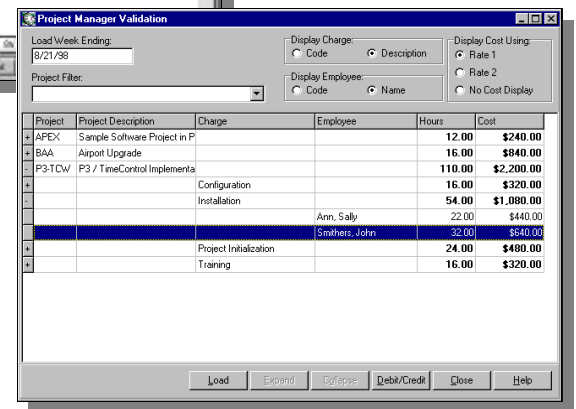 Project Manager Validation
Load Week Ending: Display Charge: Display Cost Using:
8/21/98 Code Description Rate 1
Project Filter: Display Employee: Rate 2
Code Name No Cost Display
Project Project Description Charge Employee Hours Cost
+ APEX Sample Software Project in P 12.00 $240.00
+ BAA Airport Upgrade 16.00 $840.00
- P3-TCW P3 / TimeControl Implementa 110.00 $2,200.00
+ Configuration 16.00 $320.00
- Installation 54.00 $1,080.00
Ann, Sally 22.00 $440.00
Smithers, John 32.00 $640.00
+ Project Initialization 24.00 $480.00
+ Training 16.00 $320.00
Load Expand Collapse Debit/Credit Close Help